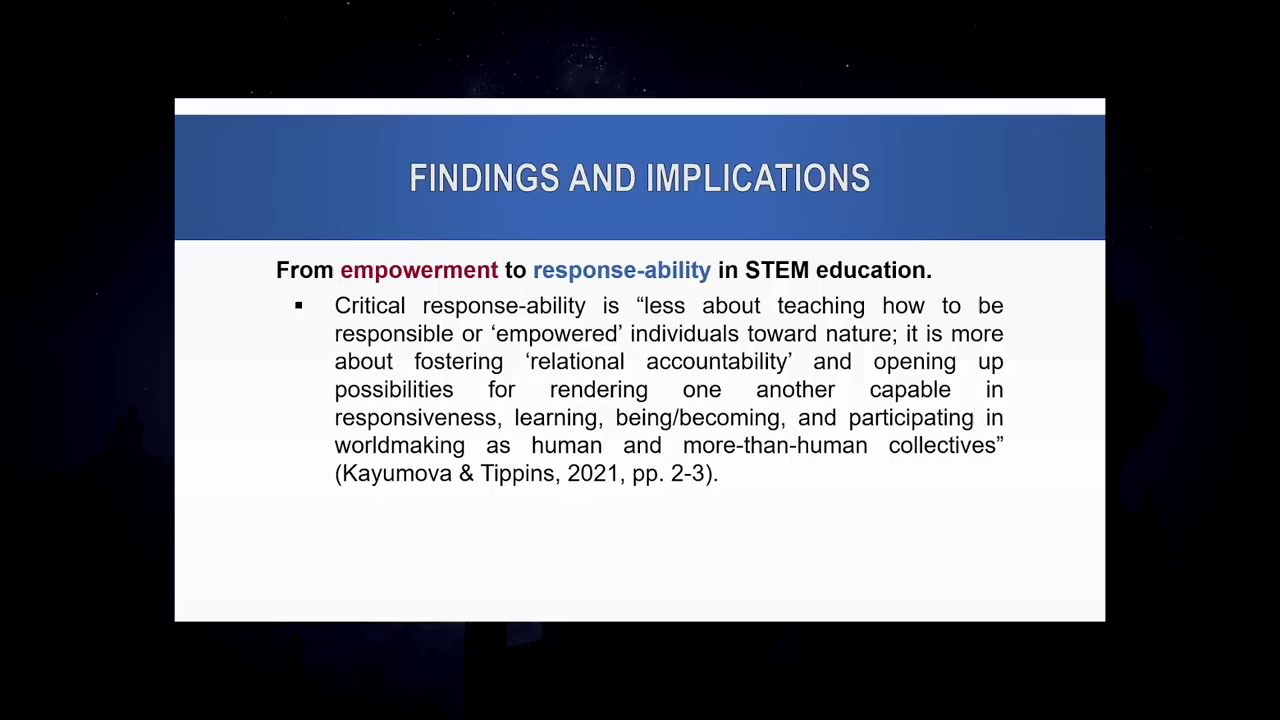 FINDINGS AND IMPLICATIONS
From empowerment to response-ability in STEM education.
▪ Critical response-ability is “less about teaching how to be
responsible or ‘empowered’ individuals toward nature; it is more
about fostering ‘relational accountability’ and opening up
possibilities for rendering one another capable in
responsiveness, learning, being/becoming, and participating in
worldmaking as human and more-than-human collectives”
(Kayumova & Tippins, 2021, pp. 2-3).